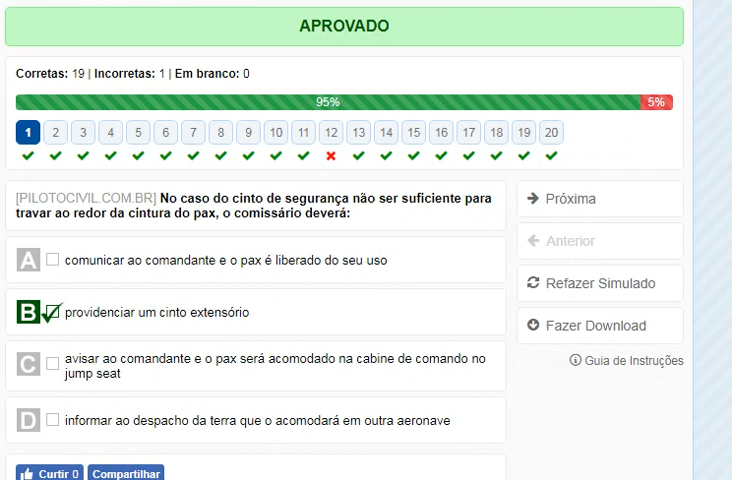 APROVADO
Corretas: 19 | Incorretas: 1 | Em branco: 0
95% 5%
1 2 3 4 5 6 7 8 9 10 11 12 13 14 15 16 17 18 19 20
[PILOTOCIVIL.COM.BR] No caso do cinto de segurança não ser suficiente para
travar ao redor da cintura do pax, o comissário deverá:
A comunicar ao comandante e o pax é liberado do seu uso
B providenciar um cinto extensório
C avisar ao comandante e o pax será acomodado na cabine de comando no
jump seat
D informar ao despacho da terra que o acomodará em outra aeronave
Próxima
Anterior
Refazer Simulado
Fazer Download
Guia de Instruções
Curtir 0 Compartilhar